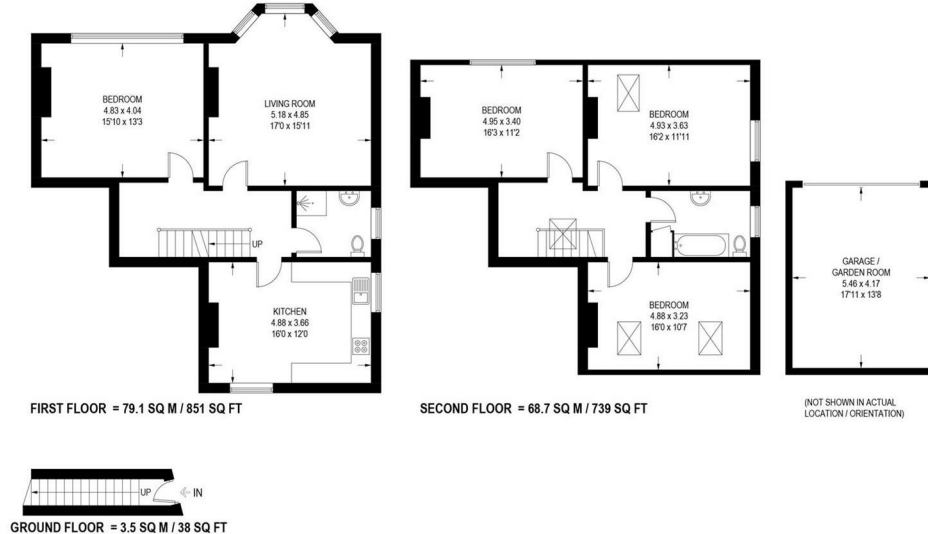 BEDROOM
4.83 x 4.04
15'10 x 13'3
LIVING ROOM
5.18 x 4.85
17'0 x 15'11
UP
KITCHEN
4.88 x 3.66
16'0 x 12'0
FIRST FLOOR = 79.1 SQ M / 851 SQ FT
BEDROOM
4.95 x 3.40
16'3 x 11'2
BEDROOM
4.93 x 3.63
16'2 x 11'11
BEDROOM
4.88 x 3.23
16'0 x 10'7
SECOND FLOOR = 68.7 SQ M / 739 SQ FT
GARAGE /
GARDEN ROOM
5.46 x 4.17
17'11 x 13'8
(NOT SHOWN IN ACTUAL
LOCATION / ORIENTATION)
UP
IN
GROUND FLOOR = 3.5 SQ M / 38 SQ FT